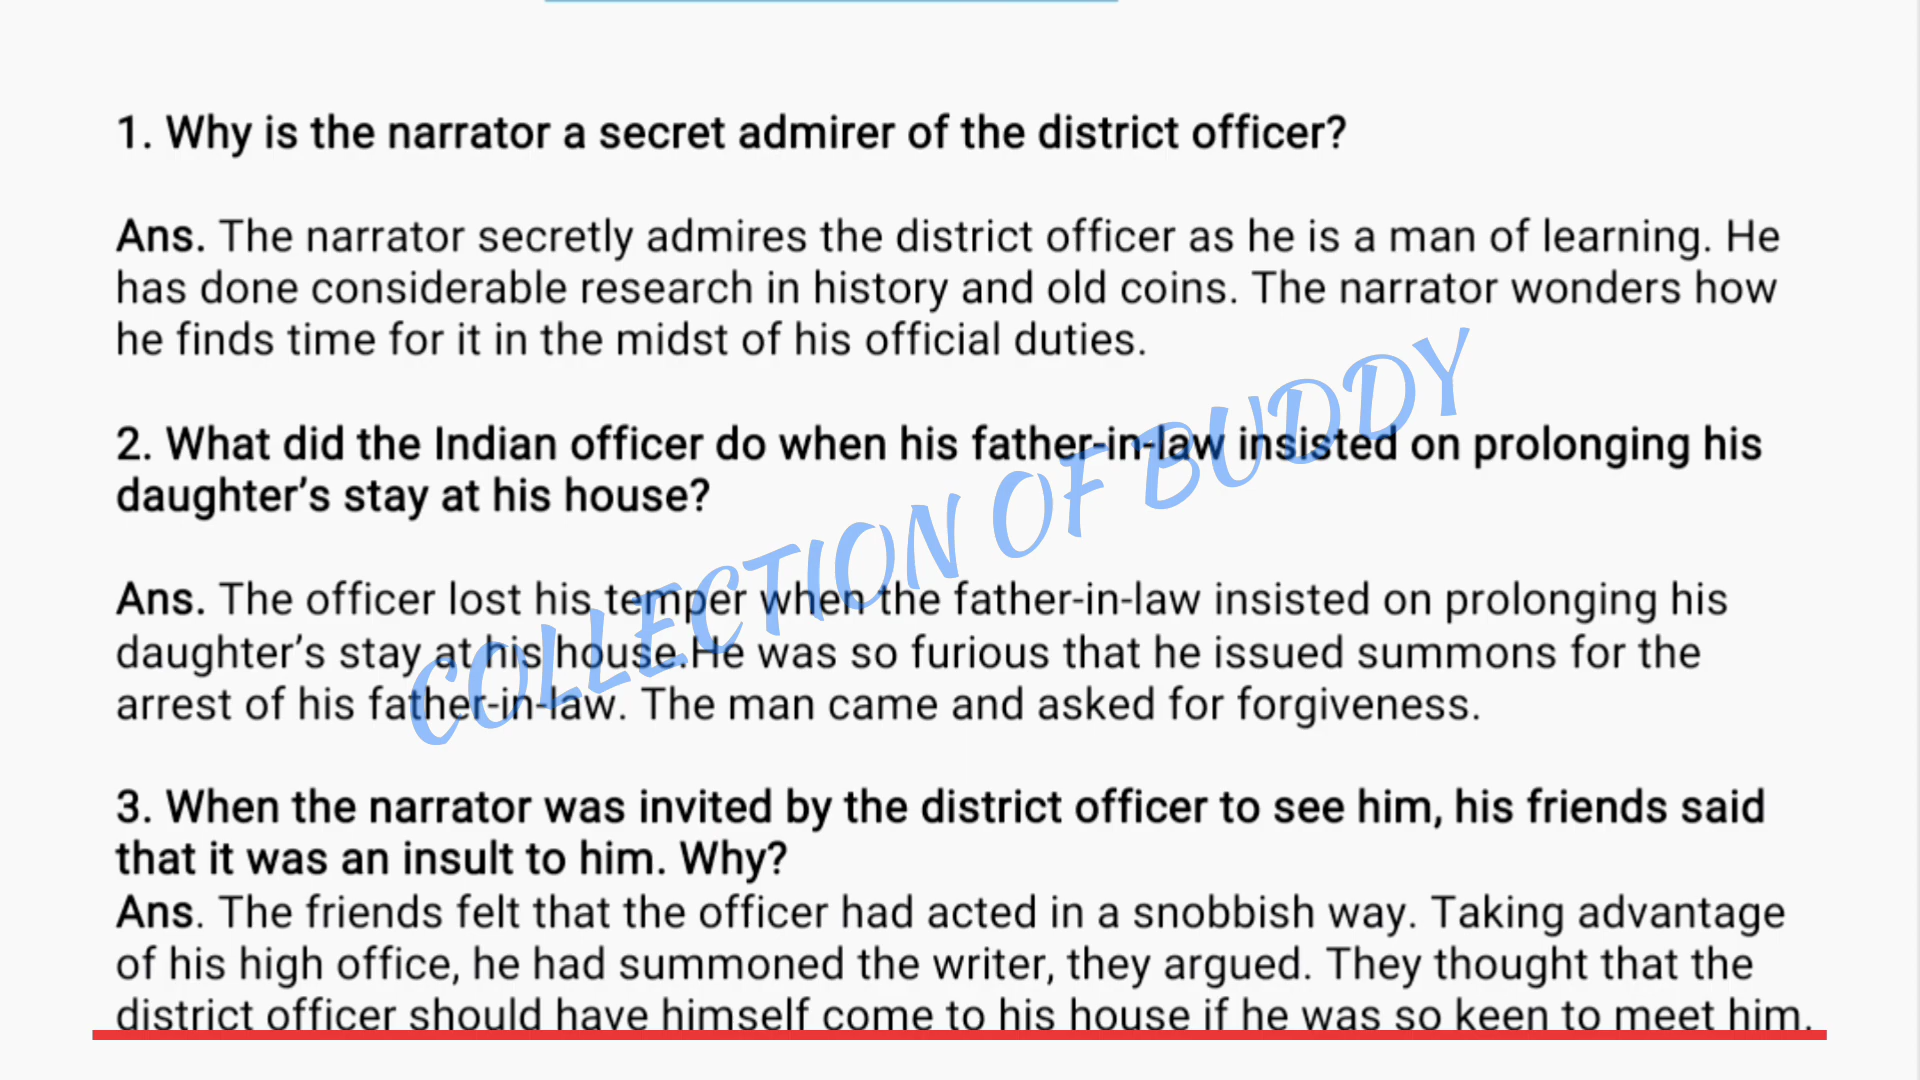 1. Why is the narrator a secret admirer of the district officer?
Ans. The narrator secretly admires the district officer as he is a man of learning. He
has done considerable research in history and old coins. The narrator wonders how
he finds time for it in the midst of his official duties.
2. What did the Indian officer do when his father-in-law insisted on prolonging his
daughter's stay at his house?
Ans. The officer lost his temper when the father-in-law insisted on prolonging his
daughter's stay at his house.He was so furious that he issued summons for the
arrest of his father-in-law. The man came and asked for forgiveness.
COLLECTION OF BUDDY
3. When the narrator was invited by the district officer to see him, his friends said
that it was an insult to him. Why?
Ans. The friends felt that the officer had acted in a snobbish way. Taking advantage
of his high office, he had summoned the writer, they argued. They thought that the
district officer should have himself come to his house if he was so keen to meet him.